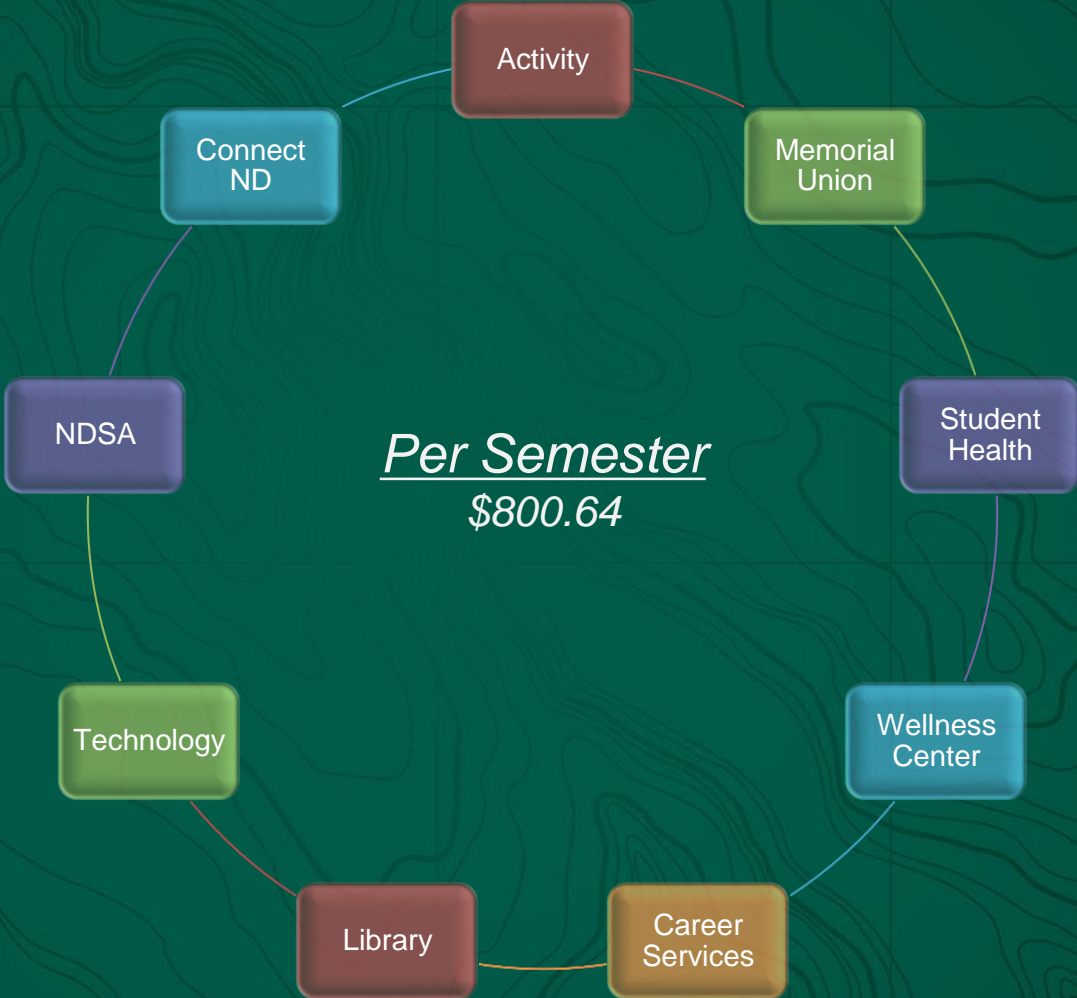 Activity
Memorial
Union
Student
Health
Wellness
Center
Career
Services
Library
Technology
NDSA
Connect
ND
Per Semester
$800.64